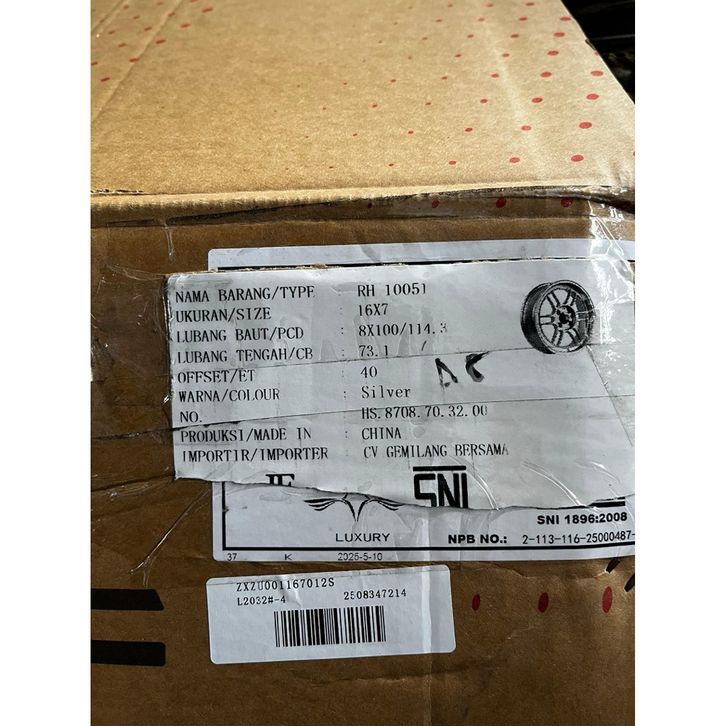 NAMA BARANG/TYPE : RH 10051
UKURAN/SIZE : 16X7
LUBANG BAUT/PCD : 8X100/114.3
LUBANG TENGAH/CB : 73.1
OFFSET/ET : 40
WARNA/COLOUR : Silver
NO. : HS.8708.70.32.00
PRODUKSI/MADE IN : CHINA
IMPORTIR/IMPORTER : CV GEMILANG BERSAMA
SNI
SNI 1896:2008
LUXURY
NPB NO.: 2-113-116-25000487-
37 K 2025-5-10
ZXZU001167012S
L2032#-4 2508347214